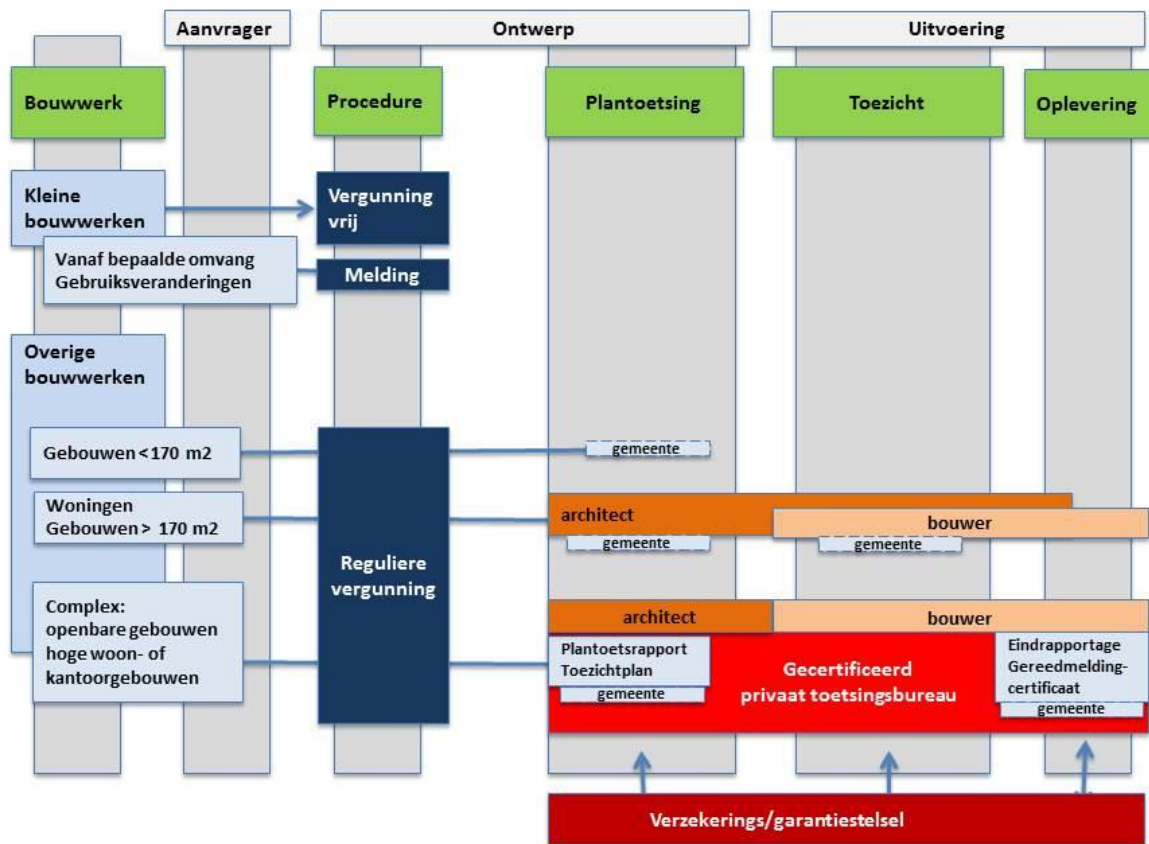 Aanvrager
Ontwerp
Uitvoering
Bouwwerk
Procedure
Plantoetsing
Toezicht
Oplevering
Kleine
bouwwerken
Vergunning
vrij
Vanaf bepaalde omvang
Gebruiksveranderingen
Melding
Overige
bouwwerken
Gebouwen <170 m2
gemeente
Woningen
Gebouwen > 170 m2
architect
bouwer
gemeente
gemeente
Reguliere
vergunning
Complex:
openbare gebouwen
hoge woon- of
kantoorgebouwen
architect
bouwer
Plantoetsrapport
Toezichtplan
gemeente
Gecertificeerd
privaat toetsingsbureau
Eindrapportage
Gereedmelding-
certificaat
gemeente
Verzekerings/garantiestelsel